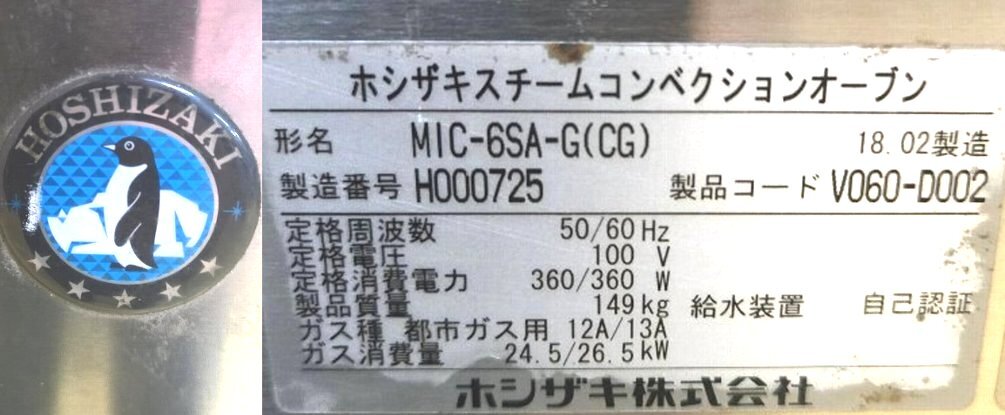 HOSHIZAKI
ホシザキスチームコンベクションオーブン
形名 MIC-6SA-G(CG) 18.02製造
製造番号 H000725 製品コード V060-D002
定格周波数 50/60 Hz
定格電圧 100 V
定格消費電力 360/360 W
製品質量 149kg 給水装置 自己認証
ガス種 都市ガス用 12A/13A
ガス消費量 24.5/26.5kW
ホシザキ株式会社